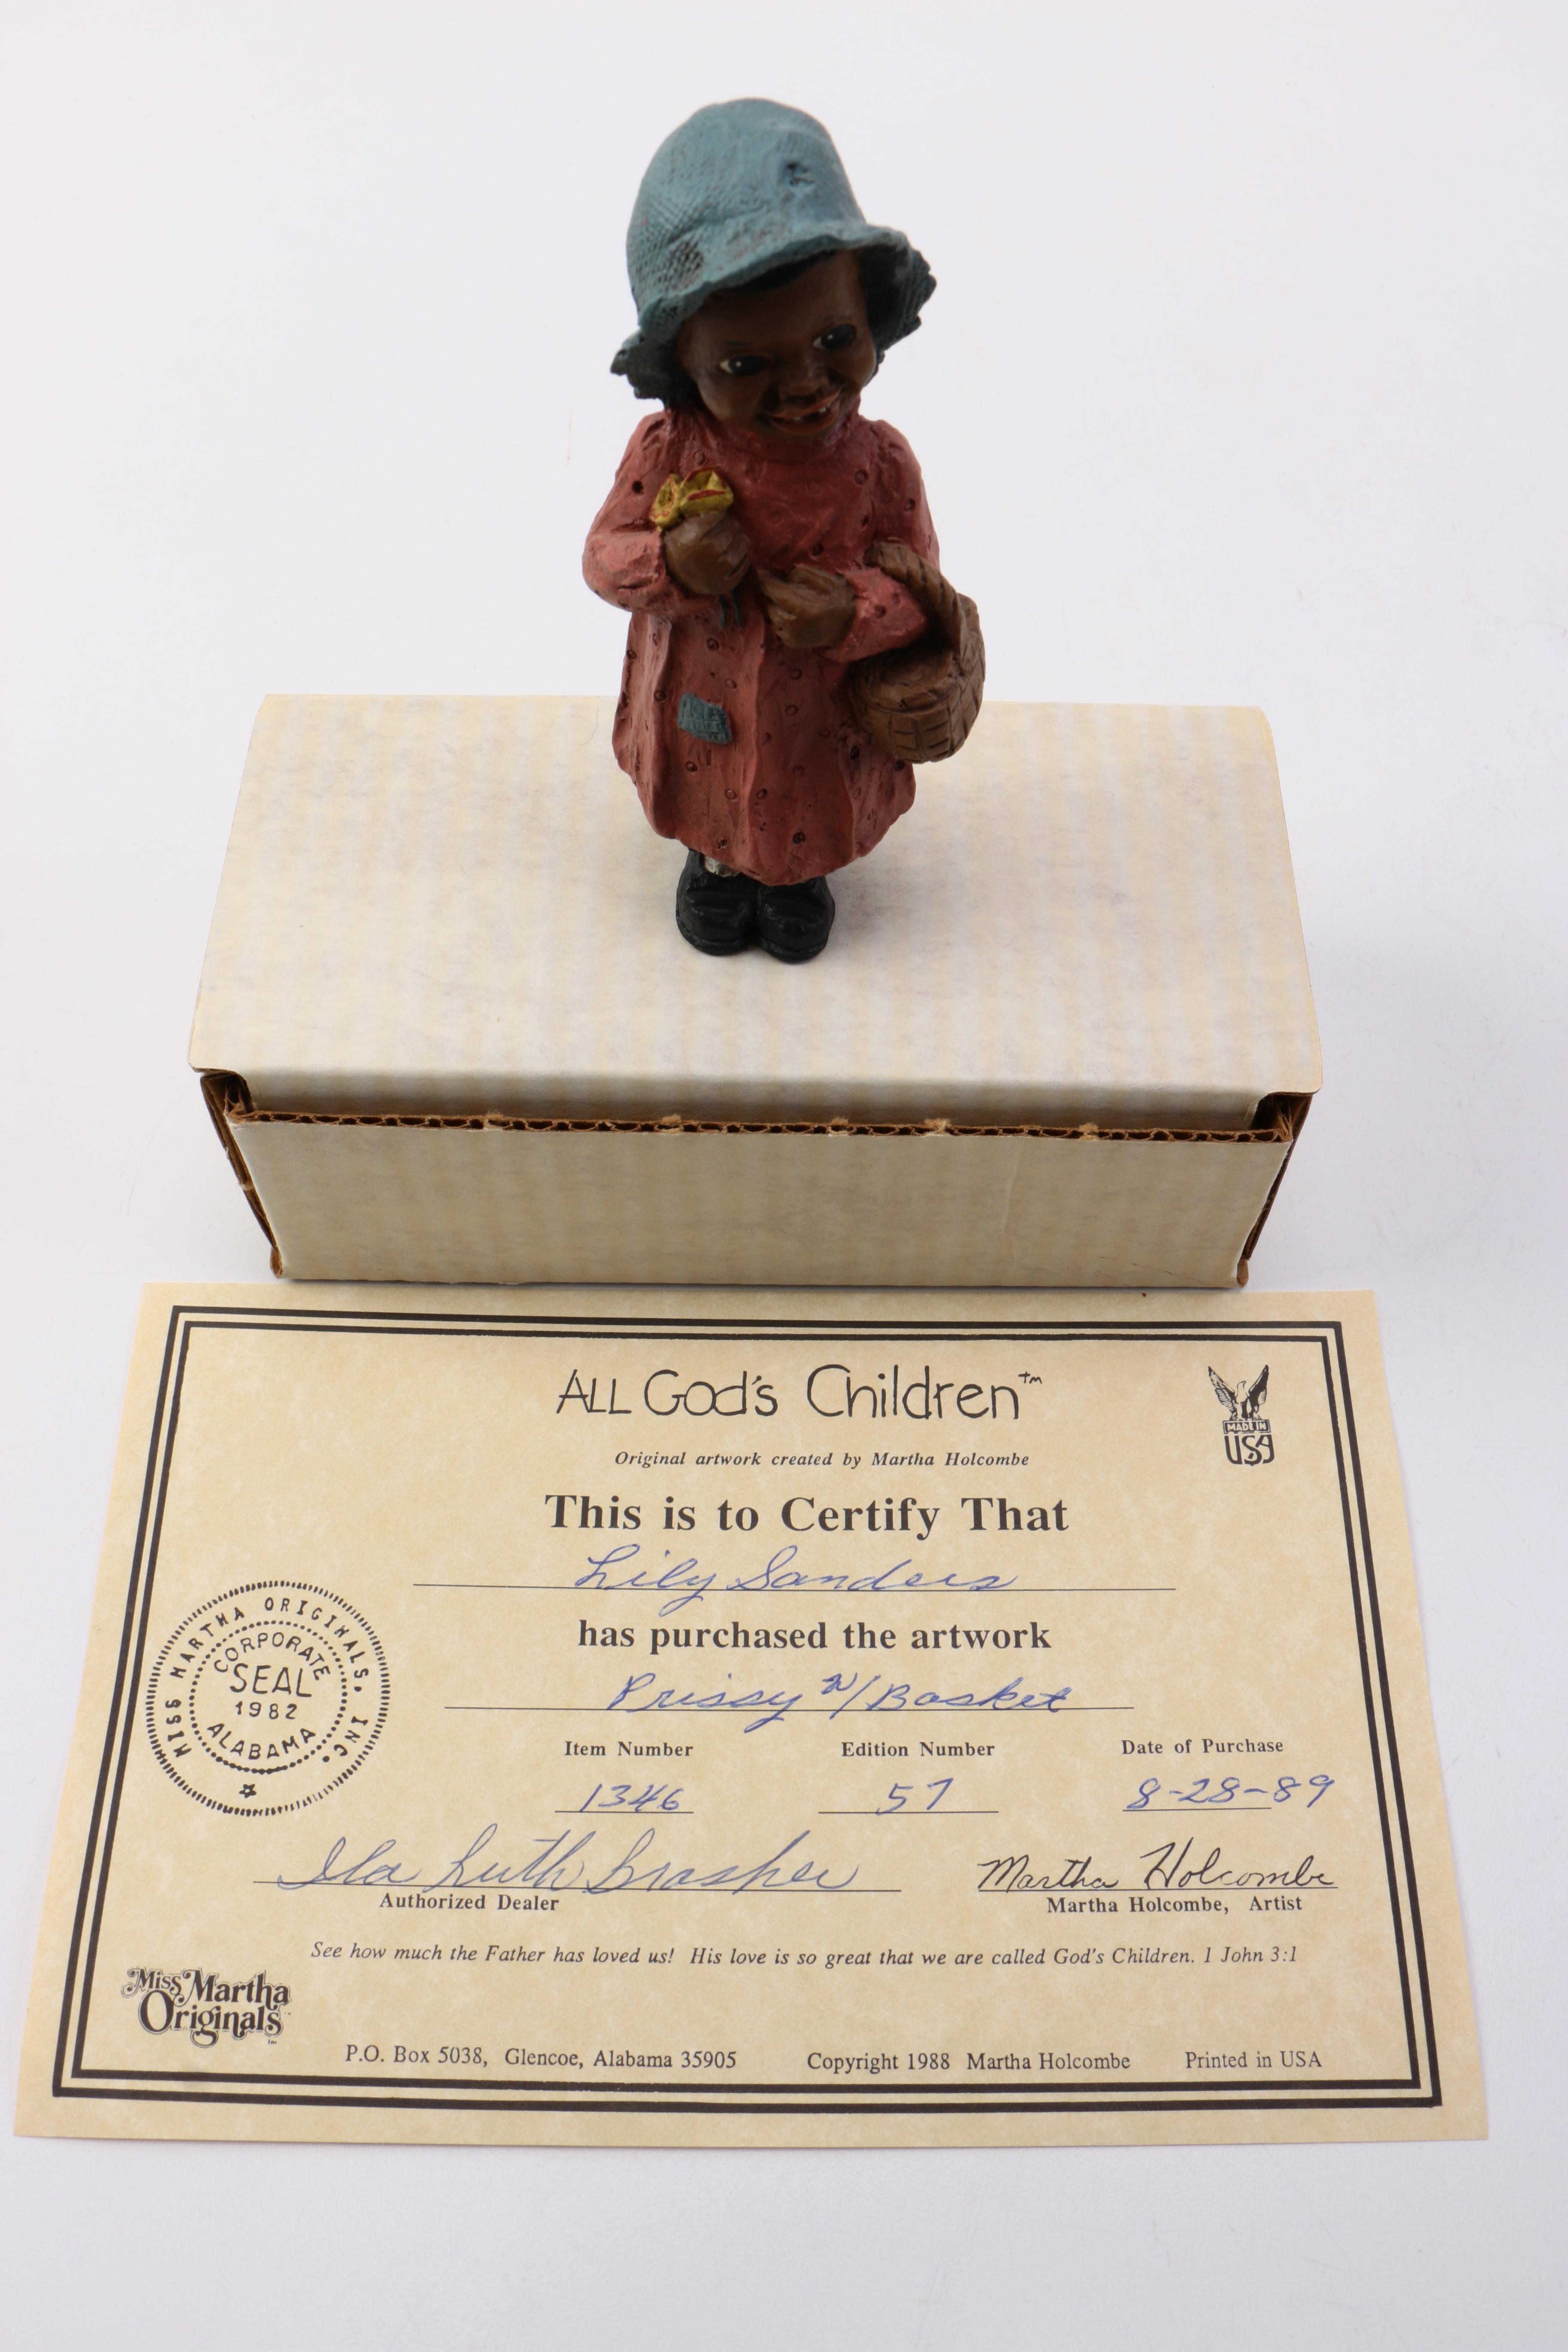 ALL God's Children™
MADE IN
USA
Original artwork created by Martha Holcombe
This is to Certify That
Lily Sanders
has purchased the artwork
Prissy w/Basket
MISS MARTHA ORIGINALS, INC.
CORPORATE
SEAL
1982
ALABAMA
Item Number Edition Number Date of Purchase
1346 57 8-28-89
Ila Ruth Brasher Martha Holcombe
Authorized Dealer Martha Holcombe, Artist
See how much the Father has loved us! His love is so great that we are called God's Children. 1 John 3:1
Miss Martha
Originals Inc
P.O. Box 5038, Glencoe, Alabama 35905 Copyright 1988 Martha Holcombe Printed in USA